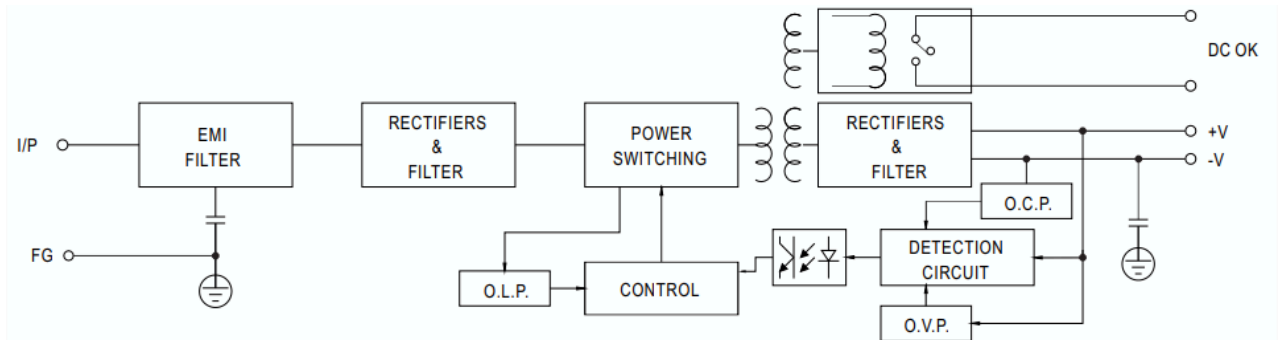 DC OK
I/P
EMI
FILTER
RECTIFIERS
&
FILTER
POWER
SWITCHING
RECTIFIERS
&
FILTER
+V
-V
O.C.P.
FG
DETECTION
CIRCUIT
O.L.P.
CONTROL
O.V.P.